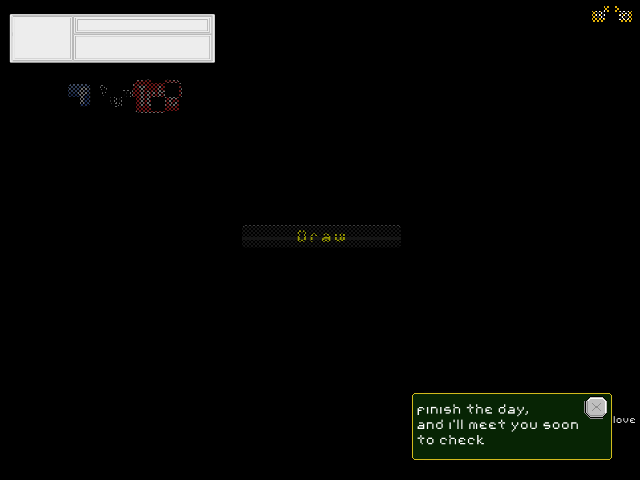 Draw
finish the day,
and i'll meet you soon
to check
love